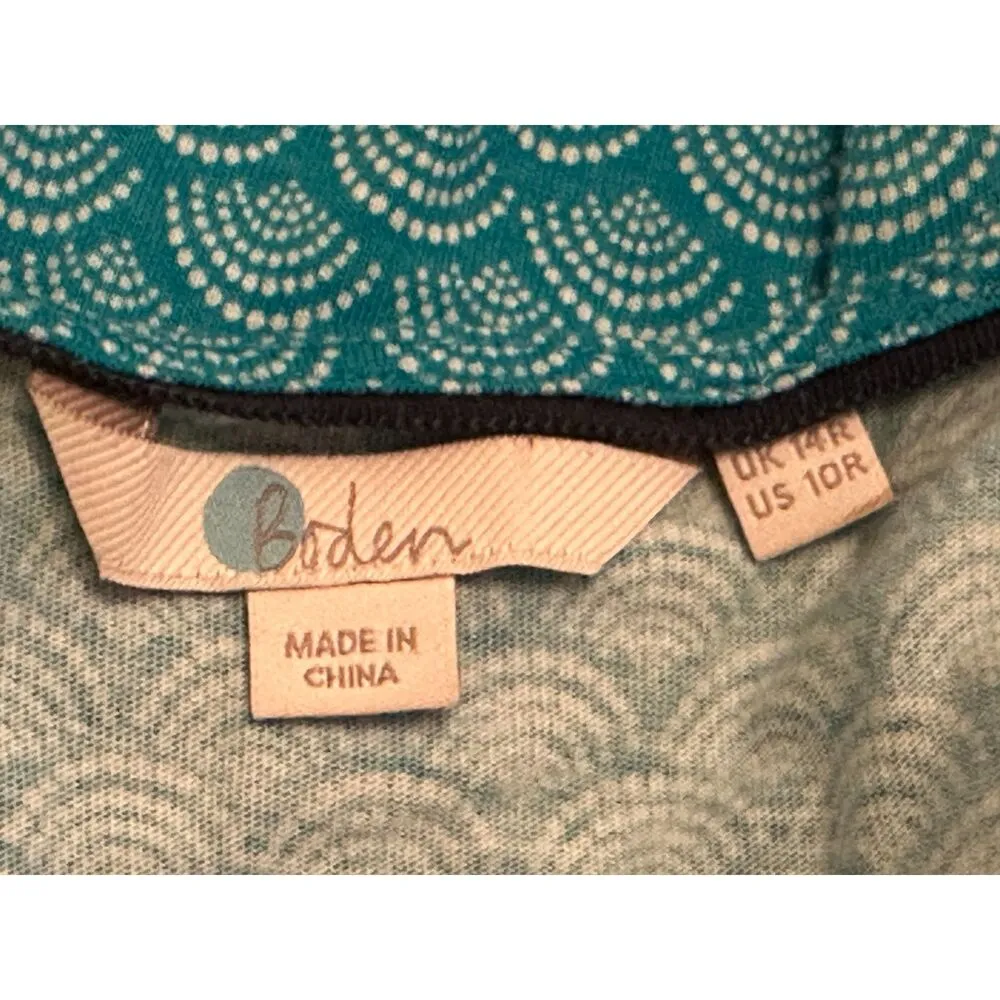 Boden
MADE IN
CHINA
UK 14R
US 10R